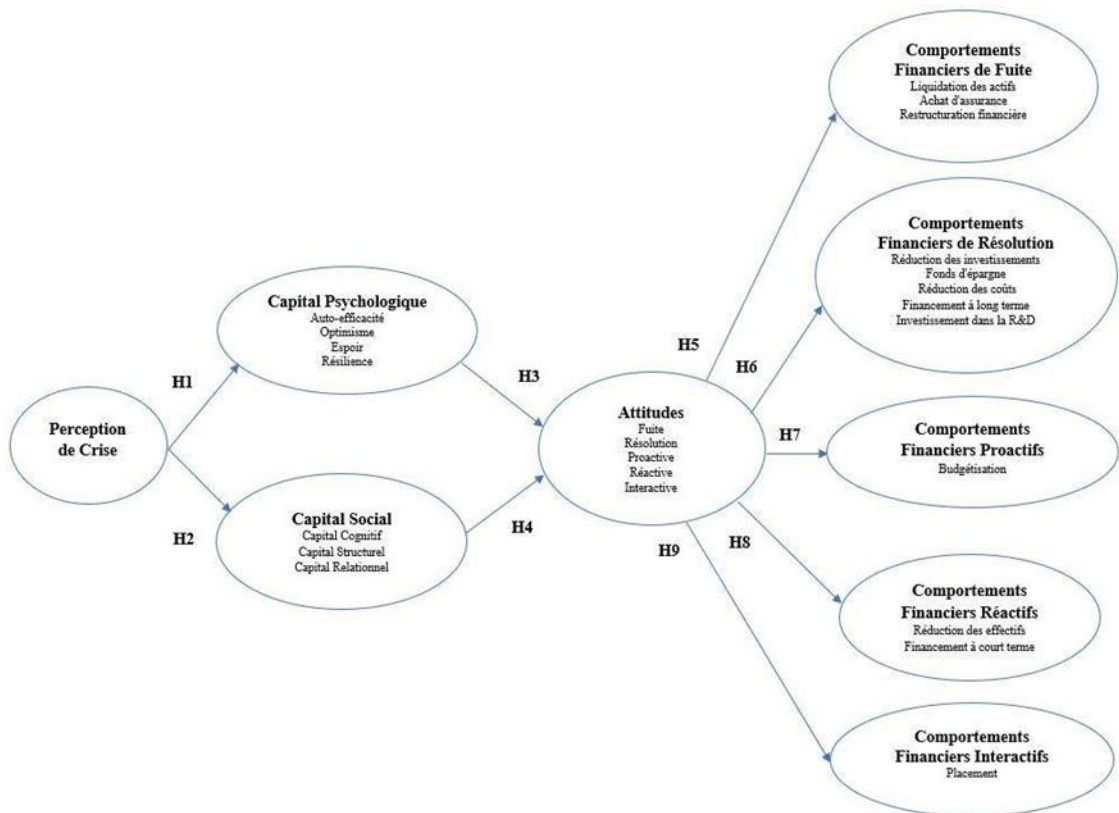 Perception
de Crise
H1
H2
Capital Psychologique
Auto-efficacité
Optimisme
Espoir
Résilience
Capital Social
Capital Cognitif
Capital Structurel
Capital Relationnel
H3
H4
Attitudes
Fuite
Résolution
Proactive
Réactive
Interactive
H5
H6
H7
H8
H9
Comportements
Financiers de Fuite
Liquidation des actifs
Achat d'assurance
Restructuration financière
Comportements
Financiers de Résolution
Réduction des investissements
Fonds d'épargne
Réduction des coûts
Financement à long terme
Investissement dans la R&D
Comportements
Financiers Proactifs
Budgétisation
Comportements
Financiers Réactifs
Réduction des effectifs
Financement à court terme
Comportements
Financiers Interactifs
Placement